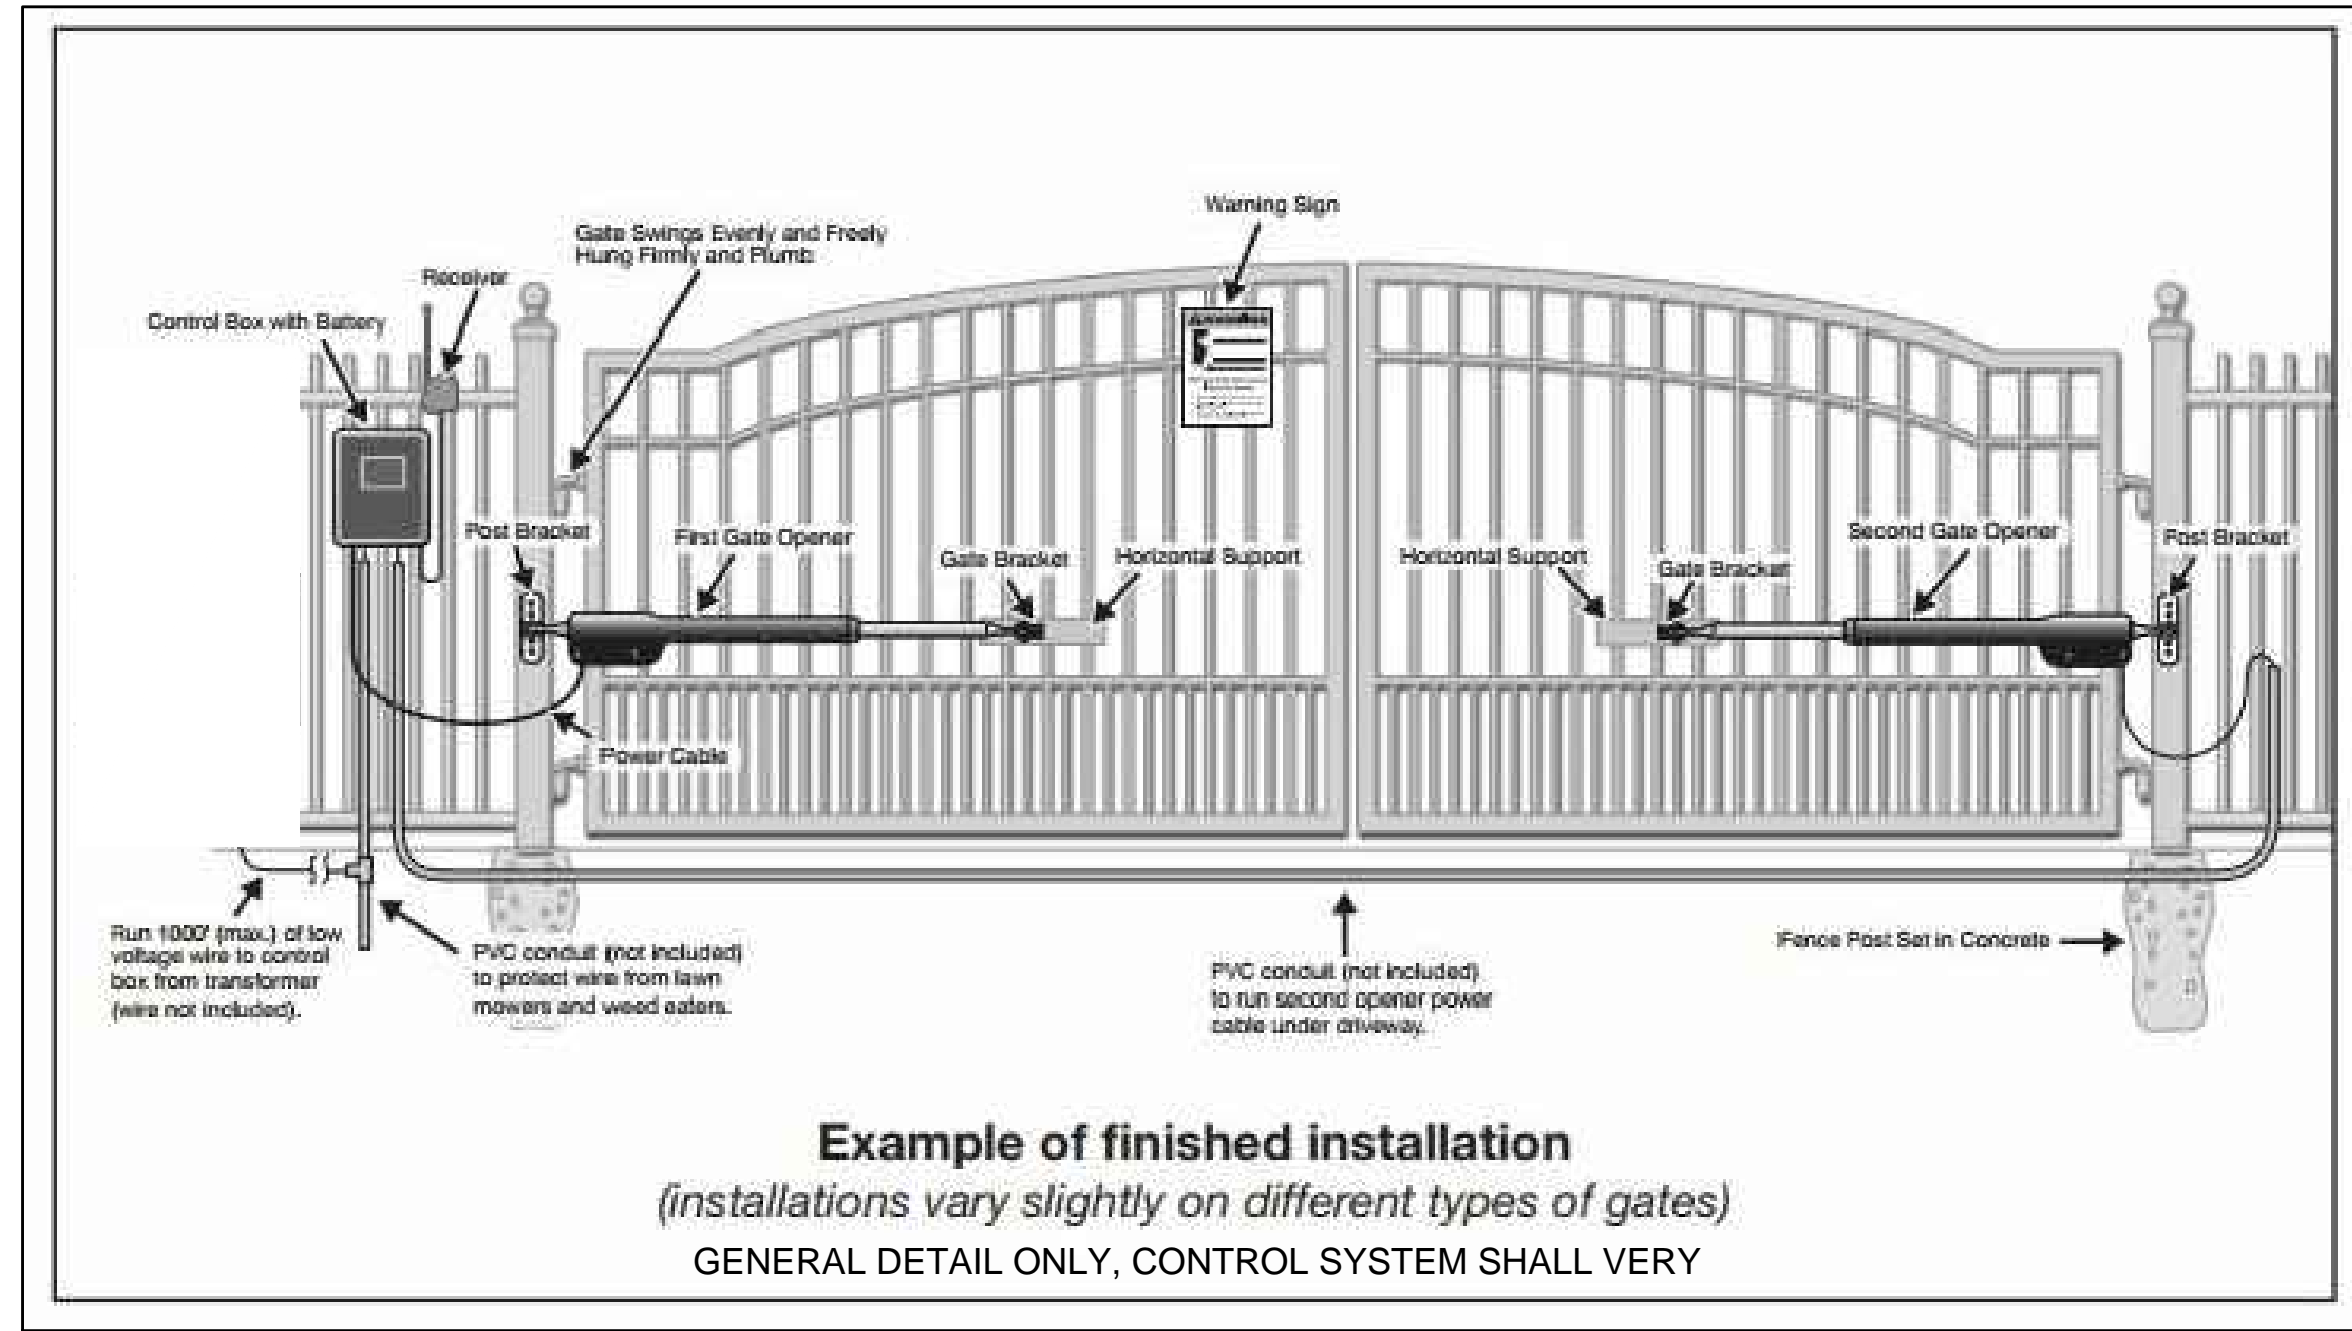 Warning Sign
Gate Swings Evenly and Freely
Hung Firmly and Plumb
Receiver
Control Box with Battery
Post Bracket
First Gate Opener
Gate Bracket
Horizontal Support
Horizontal Support
Gate Bracket
Second Gate Opener
Post Bracket
Power Cable
Run 1000' (max.) of low
voltage wire to control
box from transformer
(wire not included).
PVC conduit (not included)
to protect wire from lawn
mowers and weed eaters.
PVC conduit (not included)
to run second opener power
cable under driveway.
Fence Post Set in Concrete
Example of finished installation
(installations vary slightly on different types of gates)
GENERAL DETAIL ONLY, CONTROL SYSTEM SHALL VERY